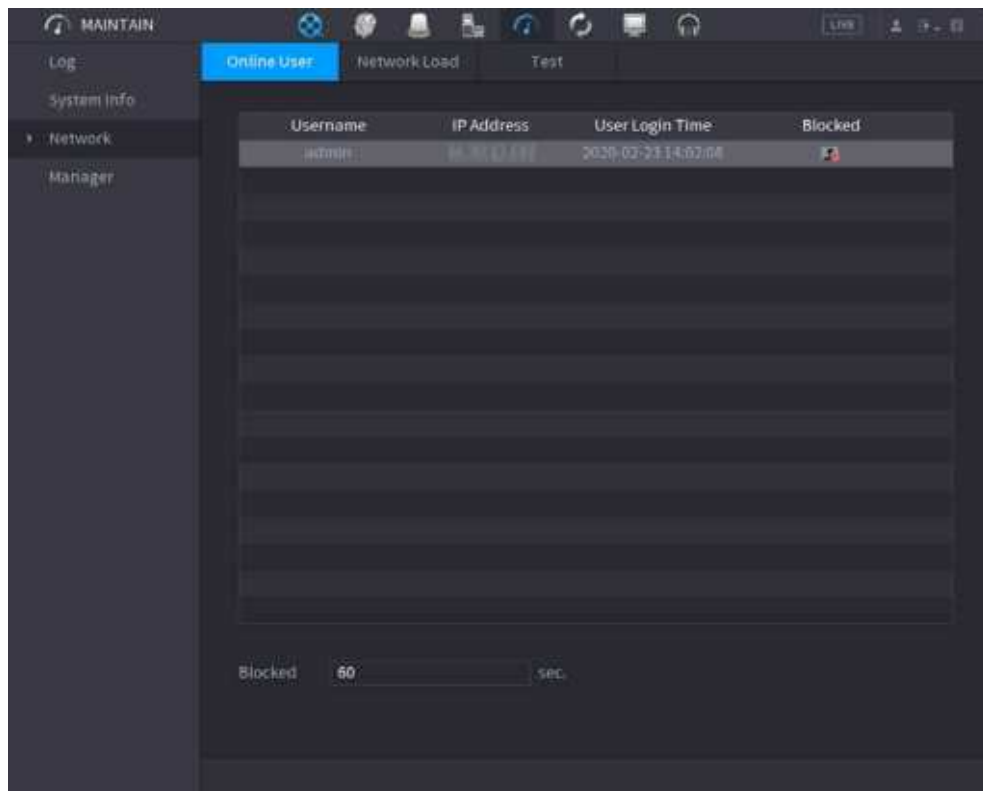 MAINTAIN
LIVE
Log
System Info
Network
Manager
Online User Network Load Test
Username IP Address User Login Time Blocked
admin 2020-02-23 14:02:08
Blocked 60 sec.